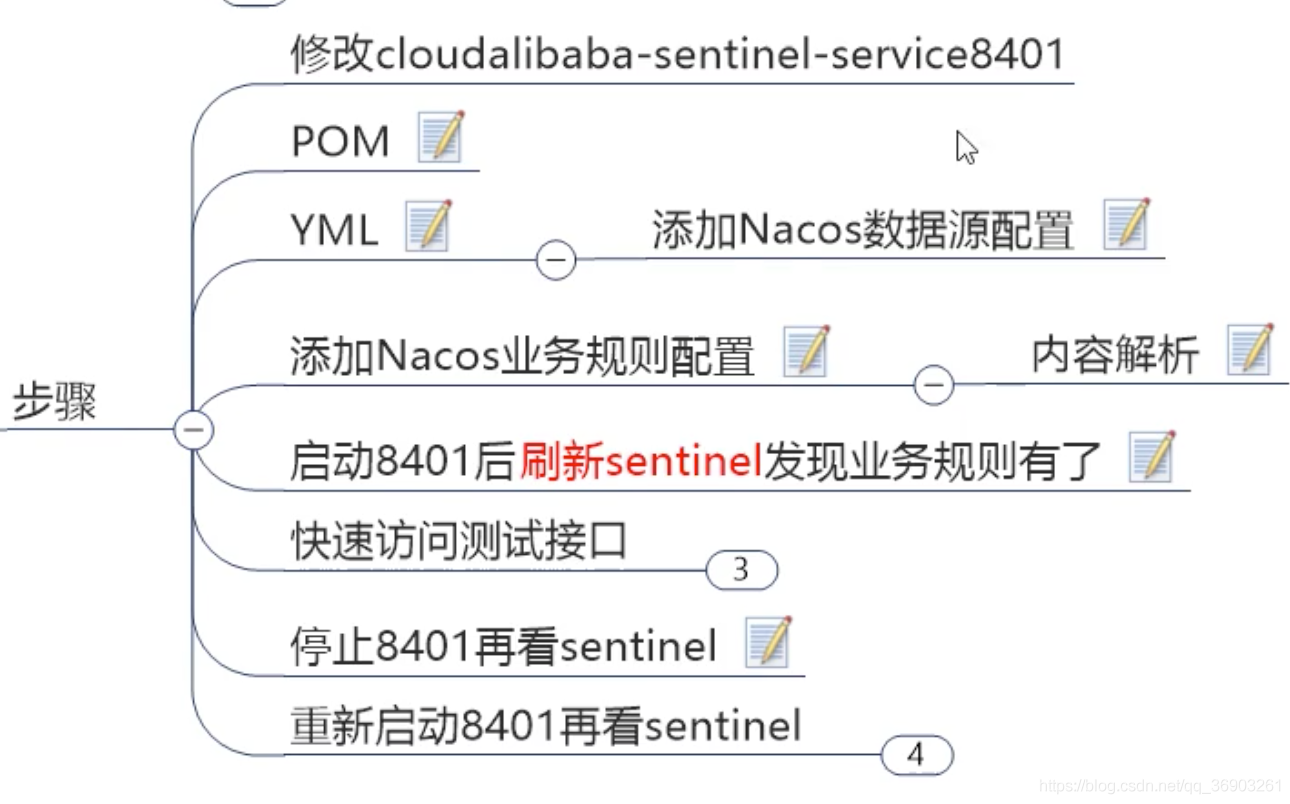 修改cloudalibaba-sentinel-service8401
POM
YML
添加Nacos数据源配置
添加Nacos业务规则配置
内容解析
步骤
启动8401后刷新sentinel发现业务规则有了
快速访问测试接口
3
停止8401再看sentinel
重新启动8401再看sentinel
4
https://blog.csdn.net/qq_36903261